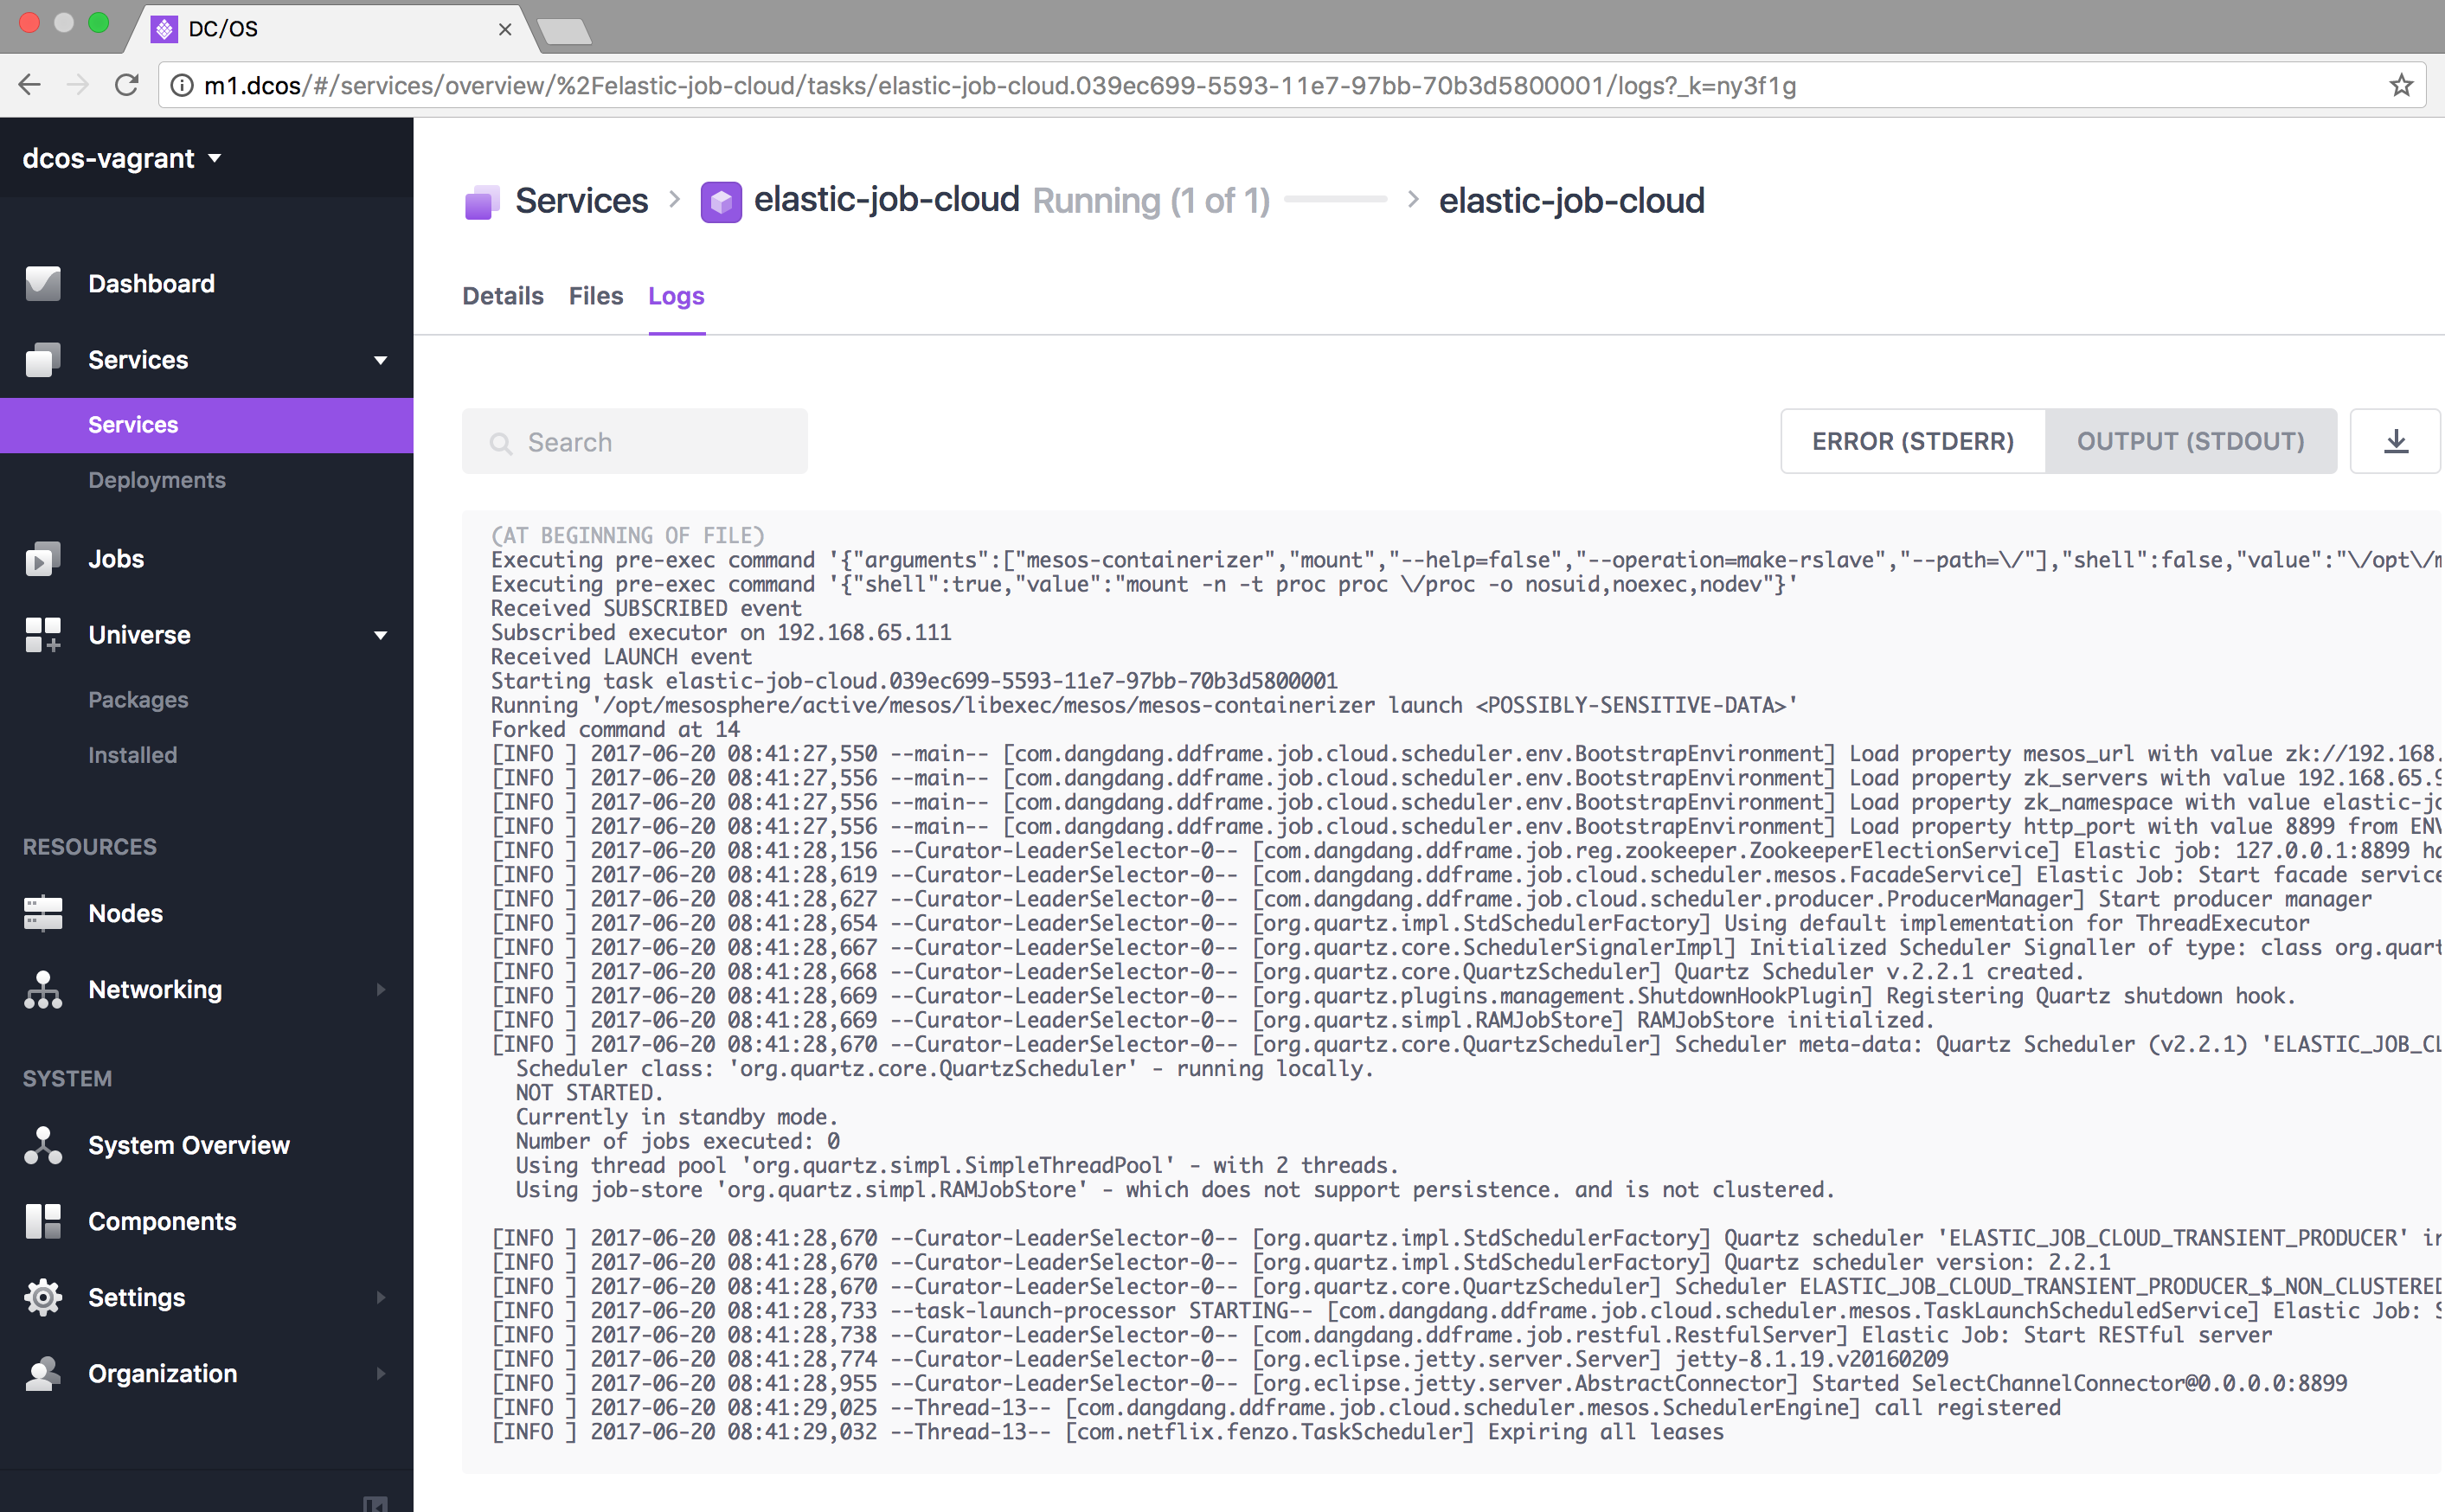 DC/OS
m1.dcos/#/services/overview/%2Felastic-job-cloud/tasks/elastic-job-cloud.039ec699-5593-11e7-97bb-70b3d5800001/logs?_k=ny3f1g
dcos-vagrant
Dashboard
Services
Services
Deployments
Jobs
Universe
Packages
Installed
RESOURCES
Nodes
Networking
SYSTEM
System Overview
Components
Settings
Organization
Services > elastic-job-cloud Running (1 of 1) > elastic-job-cloud
Details Files Logs
Search
ERROR (STDERR) OUTPUT (STDOUT)
(AT BEGINNING OF FILE)
Executing pre-exec command '{"arguments":["mesos-containerizer","mount","--help=false","--operation=make-rslave","--path=\/"],"shell":false,"value":"\/opt\/m
Executing pre-exec command '{"shell":true,"value":"mount -n -t proc proc \/proc -o nosuid,noexec,nodev"}'
Received SUBSCRIBED event
Subscribed executor on 192.168.65.111
Received LAUNCH event
Starting task elastic-job-cloud.039ec699-5593-11e7-97bb-70b3d5800001
Running '/opt/mesosphere/active/mesos/libexec/mesos/mesos-containerizer launch <POSSIBLY-SENSITIVE-DATA>'
Forked command at 14
[INFO ] 2017-06-20 08:41:27,550 --main-- [com.dangdang.ddframe.job.cloud.scheduler.env.BootstrapEnvironment] Load property mesos_url with value zk://192.168.
[INFO ] 2017-06-20 08:41:27,556 --main-- [com.dangdang.ddframe.job.cloud.scheduler.env.BootstrapEnvironment] Load property zk_servers with value 192.168.65.9
[INFO ] 2017-06-20 08:41:27,556 --main-- [com.dangdang.ddframe.job.cloud.scheduler.env.BootstrapEnvironment] Load property zk_namespace with value elastic-jo
[INFO ] 2017-06-20 08:41:27,556 --main-- [com.dangdang.ddframe.job.cloud.scheduler.env.BootstrapEnvironment] Load property http_port with value 8899 from ENV
[INFO ] 2017-06-20 08:41:28,156 --Curator-LeaderSelector-0-- [com.dangdang.ddframe.job.reg.zookeeper.ZookeeperElectionService] Elastic job: 127.0.0.1:8899 ha
[INFO ] 2017-06-20 08:41:28,619 --Curator-LeaderSelector-0-- [com.dangdang.ddframe.job.cloud.scheduler.mesos.FacadeService] Elastic Job: Start facade service
[INFO ] 2017-06-20 08:41:28,627 --Curator-LeaderSelector-0-- [com.dangdang.ddframe.job.cloud.scheduler.producer.ProducerManager] Start producer manager
[INFO ] 2017-06-20 08:41:28,654 --Curator-LeaderSelector-0-- [org.quartz.impl.StdSchedulerFactory] Using default implementation for ThreadExecutor
[INFO ] 2017-06-20 08:41:28,667 --Curator-LeaderSelector-0-- [org.quartz.core.SchedulerSignalerImpl] Initialized Scheduler Signaller of type: class org.quart
[INFO ] 2017-06-20 08:41:28,668 --Curator-LeaderSelector-0-- [org.quartz.core.QuartzScheduler] Quartz Scheduler v.2.2.1 created.
[INFO ] 2017-06-20 08:41:28,669 --Curator-LeaderSelector-0-- [org.quartz.plugins.management.ShutdownHookPlugin] Registering Quartz shutdown hook.
[INFO ] 2017-06-20 08:41:28,669 --Curator-LeaderSelector-0-- [org.quartz.simpl.RAMJobStore] RAMJobStore initialized.
[INFO ] 2017-06-20 08:41:28,670 --Curator-LeaderSelector-0-- [org.quartz.core.QuartzScheduler] Scheduler meta-data: Quartz Scheduler (v2.2.1) 'ELASTIC_JOB_CL
Scheduler class: 'org.quartz.core.QuartzScheduler' - running locally.
NOT STARTED.
Currently in standby mode.
Number of jobs executed: 0
Using thread pool 'org.quartz.simpl.SimpleThreadPool' - with 2 threads.
Using job-store 'org.quartz.simpl.RAMJobStore' - which does not support persistence. and is not clustered.
[INFO ] 2017-06-20 08:41:28,670 --Curator-LeaderSelector-0-- [org.quartz.impl.StdSchedulerFactory] Quartz scheduler 'ELASTIC_JOB_CLOUD_TRANSIENT_PRODUCER' in
[INFO ] 2017-06-20 08:41:28,670 --Curator-LeaderSelector-0-- [org.quartz.impl.StdSchedulerFactory] Quartz scheduler version: 2.2.1
[INFO ] 2017-06-20 08:41:28,670 --Curator-LeaderSelector-0-- [org.quartz.core.QuartzScheduler] Scheduler ELASTIC_JOB_CLOUD_TRANSIENT_PRODUCER_$_NON_CLUSTERED
[INFO ] 2017-06-20 08:41:28,733 --task-launch-processor STARTING-- [com.dangdang.ddframe.job.cloud.scheduler.mesos.TaskLaunchScheduledService] Elastic Job: S
[INFO ] 2017-06-20 08:41:28,738 --Curator-LeaderSelector-0-- [com.dangdang.ddframe.job.restful.RestfulServer] Elastic Job: Start RESTful server
[INFO ] 2017-06-20 08:41:28,774 --Curator-LeaderSelector-0-- [org.eclipse.jetty.server.Server] jetty-8.1.19.v20160209
[INFO ] 2017-06-20 08:41:28,955 --Curator-LeaderSelector-0-- [org.eclipse.jetty.server.AbstractConnector] Started SelectChannelConnector@0.0.0.0:8899
[INFO ] 2017-06-20 08:41:29,025 --Thread-13-- [com.dangdang.ddframe.job.cloud.scheduler.mesos.SchedulerEngine] call registered
[INFO ] 2017-06-20 08:41:29,032 --Thread-13-- [com.netflix.fenzo.TaskScheduler] Expiring all leases